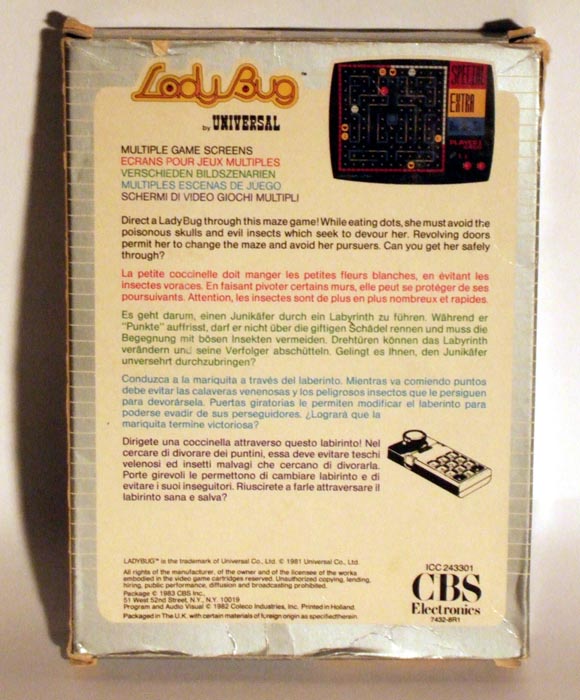 LadyBug
by UNIVERSAL
SPECIAL
EXTRA
MULTIPLE GAME SCREENS
ECRANS POUR JEUX MULTIPLES
VERSCHIEDEN BILDSZENARIEN
MULTIPLES ESCENAS DE JUEGO
SCHERMI DI VIDEO GIOCHI MULTIPLI
Direct a LadyBug through this maze game! While eating dots, she must avoid the
poisonous skulls and evil insects which seek to devour her. Revolving doors
permit her to change the maze and avoid her pursuers. Can you get her safely
through?
La petite coccinelle doit manger les petites fleurs blanches, en évitant les
insectes voraces. En faisant pivoter certains murs, elle peut se protéger de ses
poursuivants. Attention, les insectes sont de plus en plus nombreux et rapides.
Es geht darum, einen Junikäfer durch ein Labyrinth zu führen. Während er
"Punkte" auffrisst, darf er nicht über die giftigen Schädel rennen und muss die
Begegnung mit bösen Insekten vermeiden. Drehtüren können das Labyrinth
verändern und seine Verfolger abschütteln. Gelingt es Ihnen, den Junikäfer
unversehrt durchzubringen?
Conduzca a la mariquita a través del laberinto. Mientras va comiendo puntos
debe evitar las calaveras venenosas y los peligrosos insectos que le persiguen
para devorársela. Puertas giratorias le permiten modificar el laberinto para
poderse evadir de sus perseguidores. ¿Logrará que la
mariquita termine victoriosa?
Dirigete una coccinella attraverso questo labirinto! Nel
cercare di divorare dei puntini, essa deve evitare teschi
velenosi ed insetti malvagi che cercano di divorarla.
Porte girevoli le permettono di cambiare labirinto e di
evitare i suoi inseguitori. Riuscirete a farle attraversare il
labirinto sana e salva?
LADYBUG™ is the trademark of Universal Co., Ltd. © 1981 Universal Co., Ltd.
All rights of the manufacturer, of the owner and of the licensee of the works
embodied in the video game cartridges reserved. Unauthorized copying, lending,
hiring, public performance, diffusion and broadcasting prohibited.
Package © 1983 CBS Inc.,
51 West 52nd Street, N.Y., N.Y. 10019
Program and Audio Visual © 1982 Coleco Industries, Inc. Printed in Holland
Packaged in The U.K. with certain materials of foreign origin as specified therein.
ICC 243301
CBS
Electronics
7432-8R1